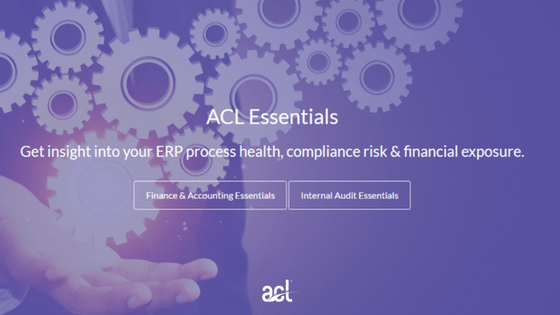 ACL Essentials
Get insight into your ERP process health, compliance risk & financial exposure.
Finance & Accounting Essentials
Internal Audit Essentials
acl